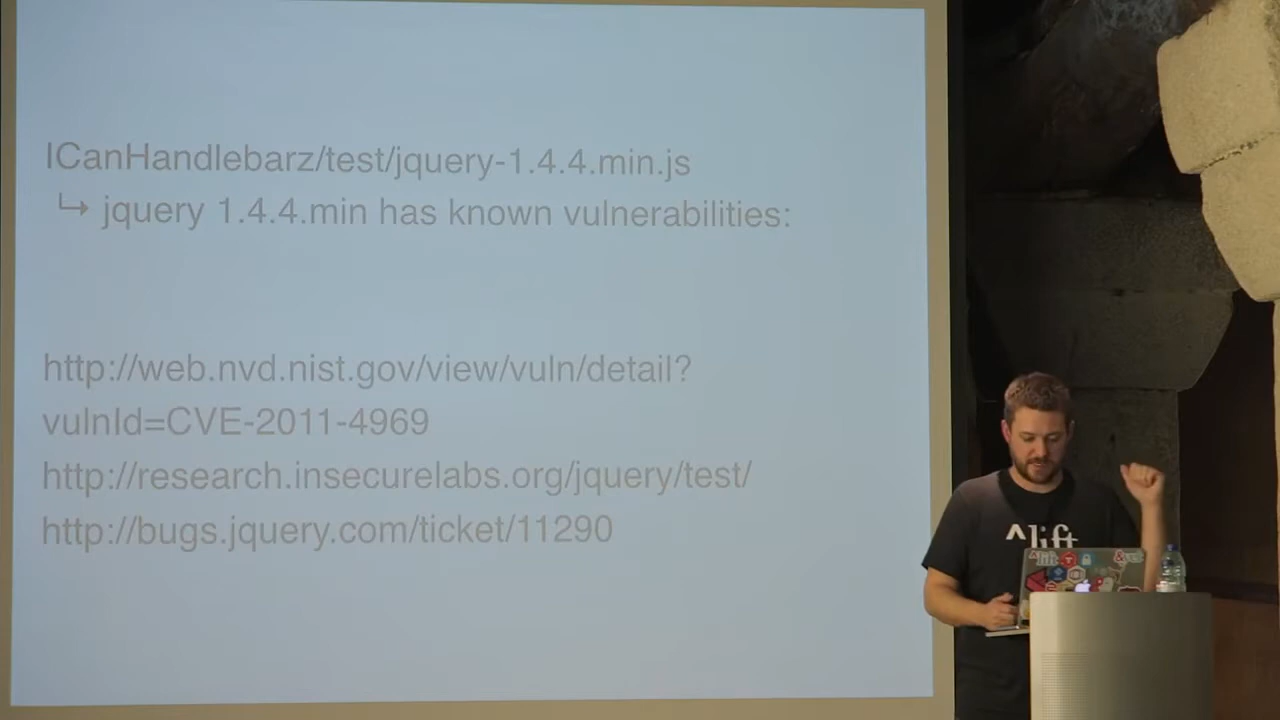 ICanHandlebarz/test/jquery-1.4.4.min.js
↳ jquery 1.4.4.min has known vulnerabilities:
http://web.nvd.nist.gov/view/vuln/detail?
vulnId=CVE-2011-4969
http://research.insecurelabs.org/jquery/test/
http://bugs.jquery.com/ticket/11290
^lift
^lift
&yet